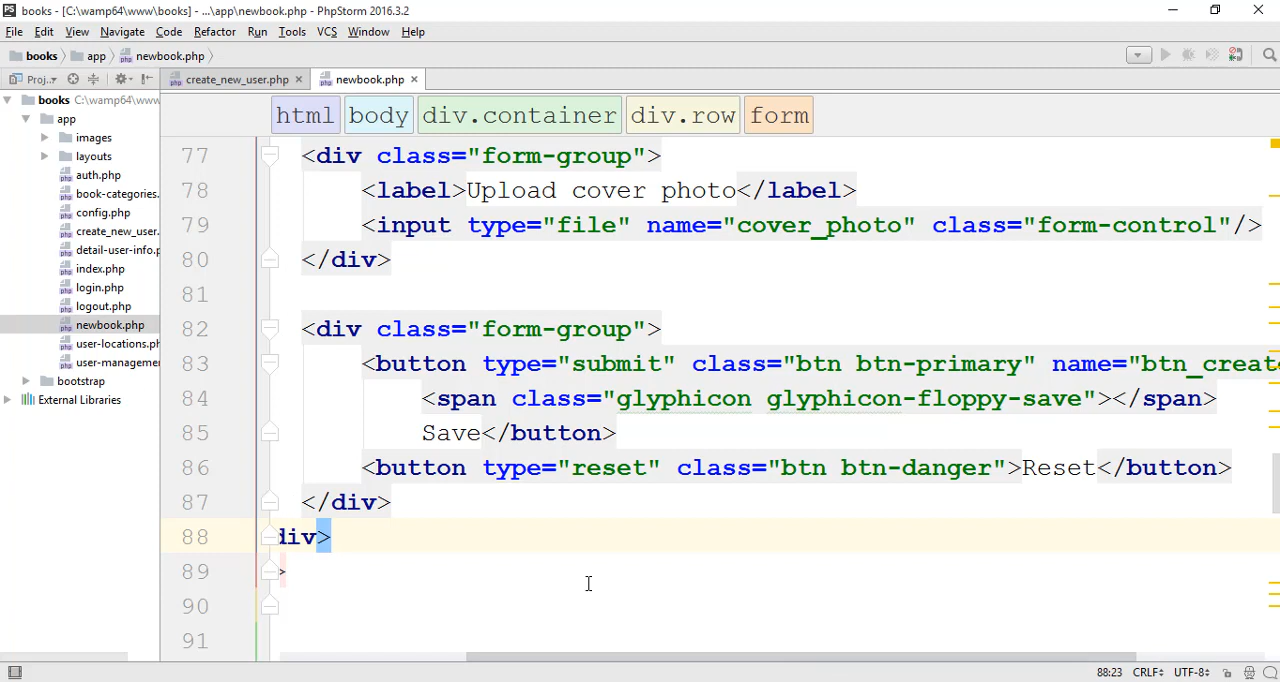 books - [C:\wamp64\www\books] - ...\app\newbook.php - PhpStorm 2016.3.2
File Edit View Navigate Code Refactor Run Tools VCS Window Help
books app newbook.php
Proj.. create_new_user.php newbook.php
html body div.container div.row form
books C:\wamp64\www
app
images
layouts
auth.php
book-categories.
config.php
create_new_user.
detail-user-info.p
index.php
login.php
logout.php
newbook.php
user-locations.ph
user-manageme
bootstrap
External Libraries
77 <div class="form-group">
78 <label>Upload cover photo</label>
79 <input type="file" name="cover_photo" class="form-control"/>
80 </div>
81
82 <div class="form-group">
83 <button type="submit" class="btn btn-primary" name="btn_create
84 <span class="glyphicon glyphicon-floppy-save"></span>
85 Save</button>
86 <button type="reset" class="btn btn-danger">Reset</button>
87 </div>
88 div>
89 >
90
91
88:23 CRLF UTF-8